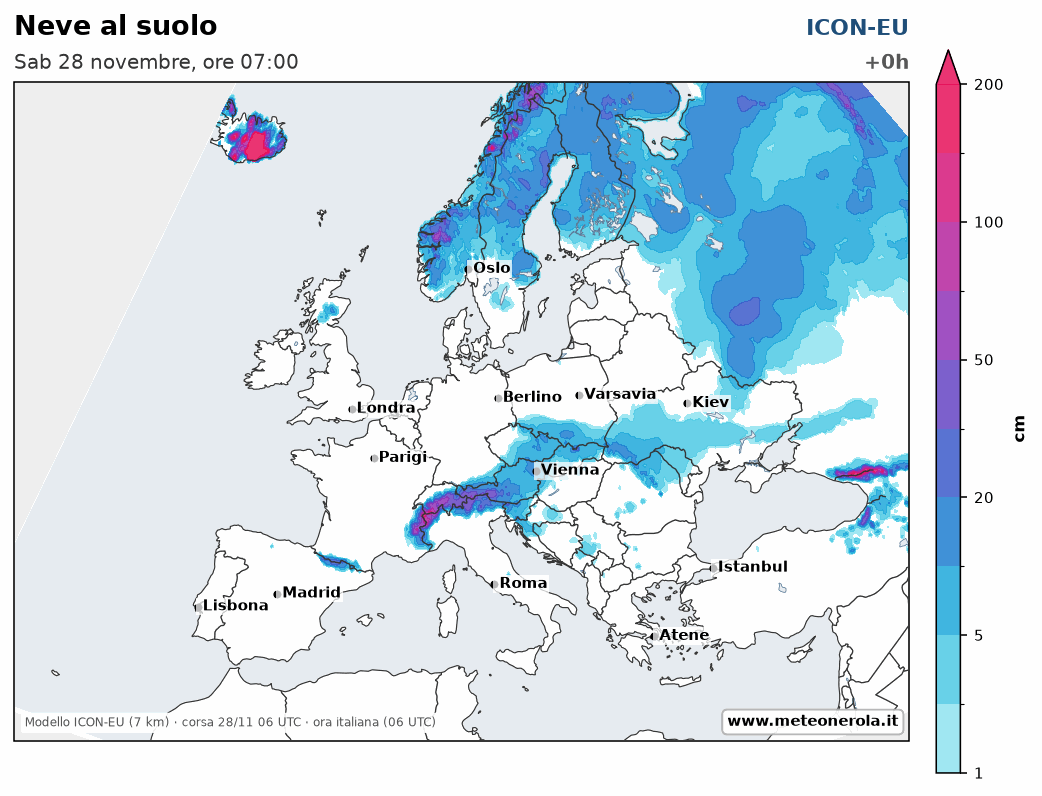 Neve al suolo
ICON-EU
Sab 28 novembre, ore 07:00
+0h
200
100
50
20
5
1
cm
Oslo
Londra
Berlino
Varsavia
Kiev
Parigi
Vienna
Istanbul
Roma
Madrid
Lisbona
Atene
Modello ICON-EU (7 km) · corsa 28/11 06 UTC · ora italiana (06 UTC)
www.meteonerola.it